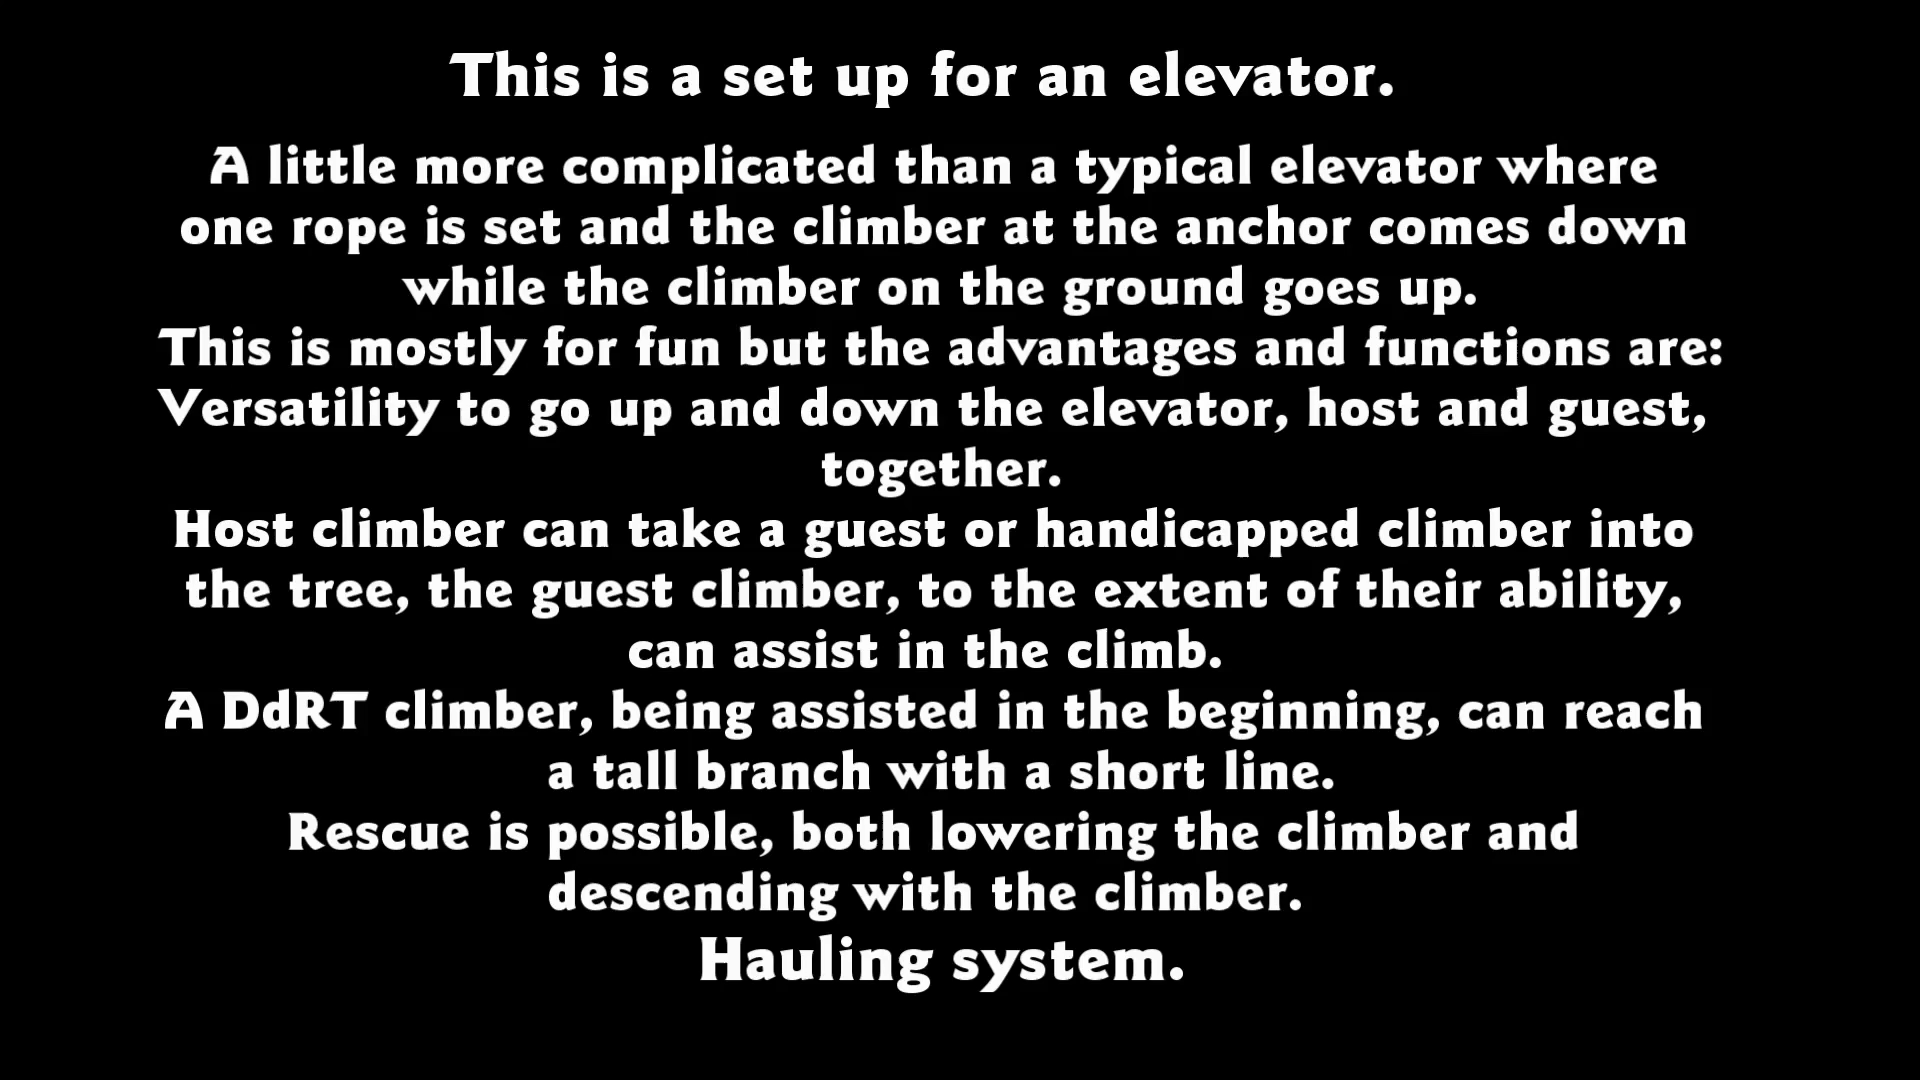 This is a set up for an elevator.
A little more complicated than a typical elevator where
one rope is set and the climber at the anchor comes down
while the climber on the ground goes up.
This is mostly for fun but the advantages and functions are:
Versatility to go up and down the elevator, host and guest,
together.
Host climber can take a guest or handicapped climber into
the tree, the guest climber, to the extent of their ability,
can assist in the climb.
A DdRT climber, being assisted in the beginning, can reach
a tall branch with a short line.
Rescue is possible, both lowering the climber and
descending with the climber.
Hauling system.